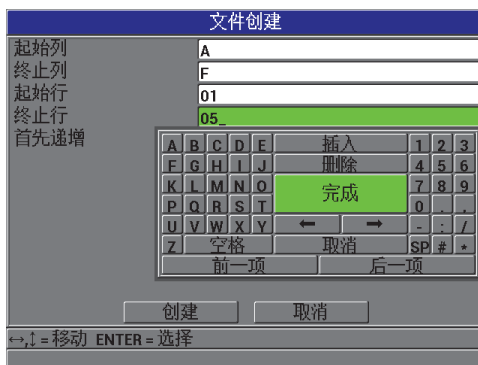 文件创建
起始列 A
终止列 F
起始行 01
终止行 05_
首先递增
A B C D E 插入 1 2 3
F G H I J 删除 4 5 6
K L M N O 完成 7 8 9
P Q R S T 0 . ,
U V W X Y ← → - : /
Z 空格 取消 SP # *
前一项 后一项
创建 取消
↔,↕ = 移动 ENTER = 选择